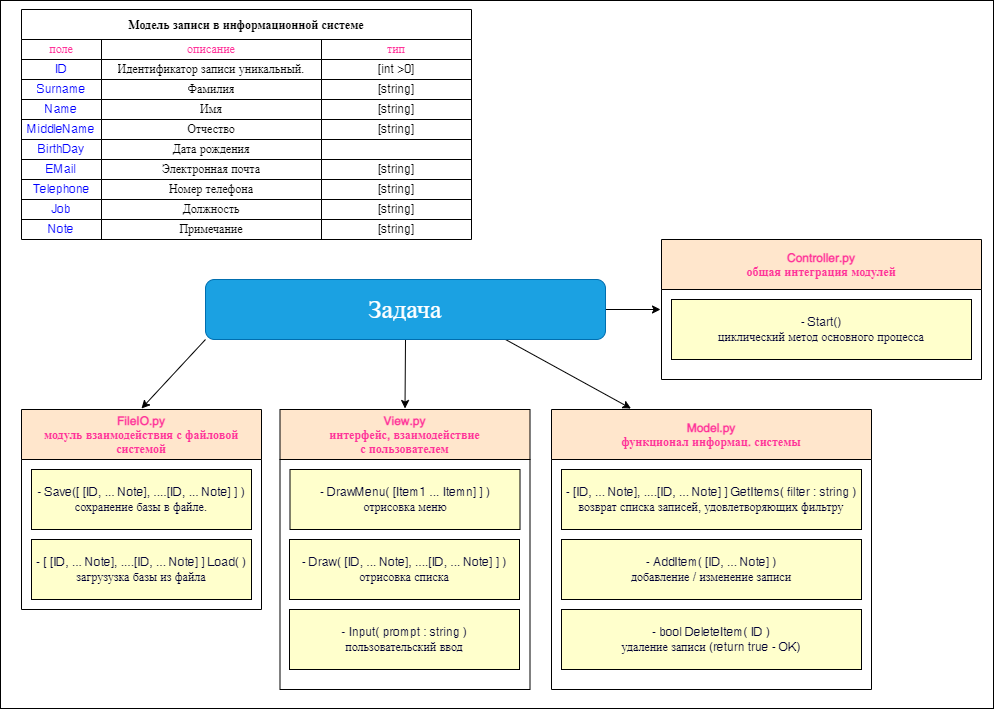 Модель записи в информационной системе
поле описание тип
ID Идентификатор записи уникальный. [int >0]
Surname Фамилия [string]
Name Имя [string]
MiddleName Отчество [string]
BirthDay Дата рождения
EMail Электронная почта [string]
Telephone Номер телефона [string]
Job Должность [string]
Note Примечание [string]
Задача
Controller.py
общая интеграция модулей
- Start()
циклический метод основного процесса
FileIO.py
модуль взаимодействия с файловой
системой
- Save([ [ID, ... Note], ....[ID, ... Note] ] )
сохранение базы в файле.
- [ [ID, ... Note], ....[ID, ... Note] ] Load( )
загрузузка базы из файла
View.py
интерфейс, взаимодействие
с пользователем
- DrawMenu( [Item1 ... Itemn] ] )
отрисовка меню
- Draw( [ID, ... Note], ....[ID, ... Note] ] )
отрисовка списка
- Input( prompt : string )
пользовательский ввод
Model.py
функционал информац. системы
- [ID, ... Note], ....[ID, ... Note] ] GetItems( filter : string )
возврат списка записей, удовлетворяющих фильтру
- AddItem( [ID, ... Note] )
добавление / изменение записи
- bool DeleteItem( ID )
удаление записи (return true - OK)